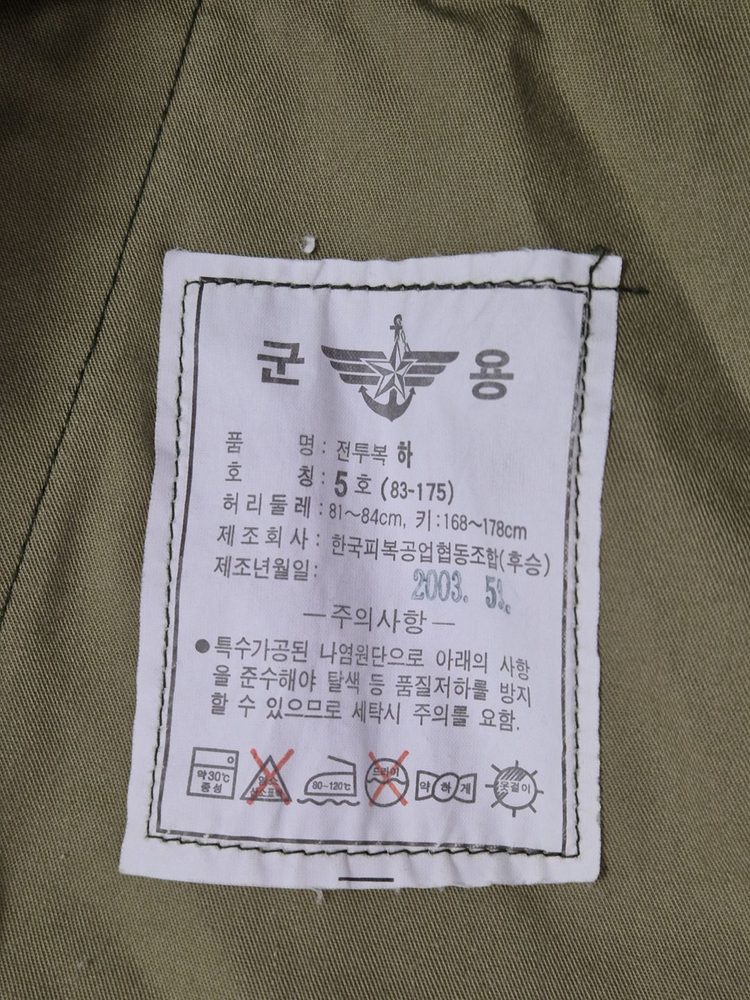 군 용
품 명 : 전투복 하
호 칭 : 5 호 (83-175)
허 리 둘 레 : 81~84cm, 키 : 168~178cm
제 조 회 사 : 한국피복공업협동조합(후승)
제조년월일: 2003. 5.
— 주의사항 —
● 특수가공된 나염원단으로 아래의 사항
을 준수해야 탈색 등 품질저하를 방지
할 수 있으므로 세탁시 주의를 요함.
약30℃ 중성
80~120℃
드라이
약 하 게
옷걸이